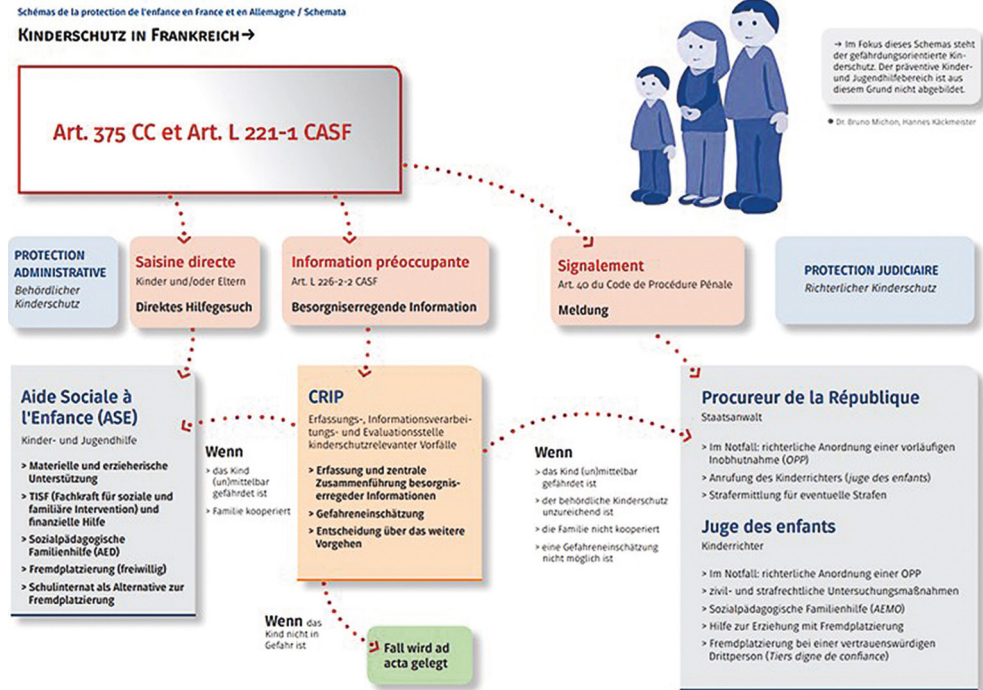 Schémas de la protection de l'enfance en France et en Allemagne / Schemata
KINDERSCHUTZ IN FRANKREICH→
→ Im Fokus dieses Schemas steht
der gefährdungsorientierte Kin-
derschutz. Der präventive Kinder-
und Jugendhilfebereich ist aus
diesem Grund nicht abgebildet.
Dr. Bruno Michon, Hannes Käckmeister
Art. 375 CC et Art. L 221-1 CASF
PROTECTION
ADMINISTRATIVE
Behördlicher
Kinderschutz
Saisine directe
Kinder und/oder Eltern
Direktes Hilfegesuch
Information préoccupante
Art. L 226-2-2 CASF
Besorgniserregende Information
Signalement
Art. 40 du Code de Procédure Pénale
Meldung
PROTECTION JUDICIAIRE
Richterlicher Kinderschutz
Aide Sociale à
l'Enfance (ASE)
Kinder- und Jugendhilfe
> Materielle und erzieherische
Unterstützung
> TISF (Fachkraft für soziale und
familiäre Intervention) und
finanzielle Hilfe
> Sozialpädagogische
Familienhilfe (AED)
> Fremdplatzierung (freiwillig)
> Schulinternat als Alternative zur
Fremdplatzierung
Wenn
> das Kind
(un)mittelbar
gefährdet ist
> Familie kooperiert
CRIP
Erfassungs-, Informationsverarbei-
tungs- und Evaluationsstelle
kinderschutzrelevanter Vorfälle
> Erfassung und zentrale
Zusammenführung besorgnis-
erregeder Informationen
> Gefahreneinschätzung
> Entscheidung über das weitere
Vorgehen
Wenn
> das Kind (un)mittelbar
gefährdet ist
> der behördliche Kinderschutz
unzureichend ist
> die Familie nicht kooperiert
> eine Gefahreneinschätzung
nicht möglich ist
Procureur de la République
Staatsanwalt
> Im Notfall: richterliche Anordnung einer vorläufigen
Inobhutnahme (OPP)
> Anrufung des Kinderrichters (juge des enfants)
> Strafermittlung für eventuelle Strafen
Juge des enfants
Kinderrichter
> Im Notfall: richterliche Anordnung einer OPP
> zivil- und strafrechtliche Untersuchungsmaßnahmen
> Sozialpädagogische Familienhilfe (AEMO)
> Hilfe zur Erziehung mit Fremdplatzierung
> Fremdplatzierung bei einer vertrauenswürdigen
Drittperson (Tiers digne de confiance)
Wenn das
Kind nicht in
Gefahr ist
Fall wird ad
acta gelegt